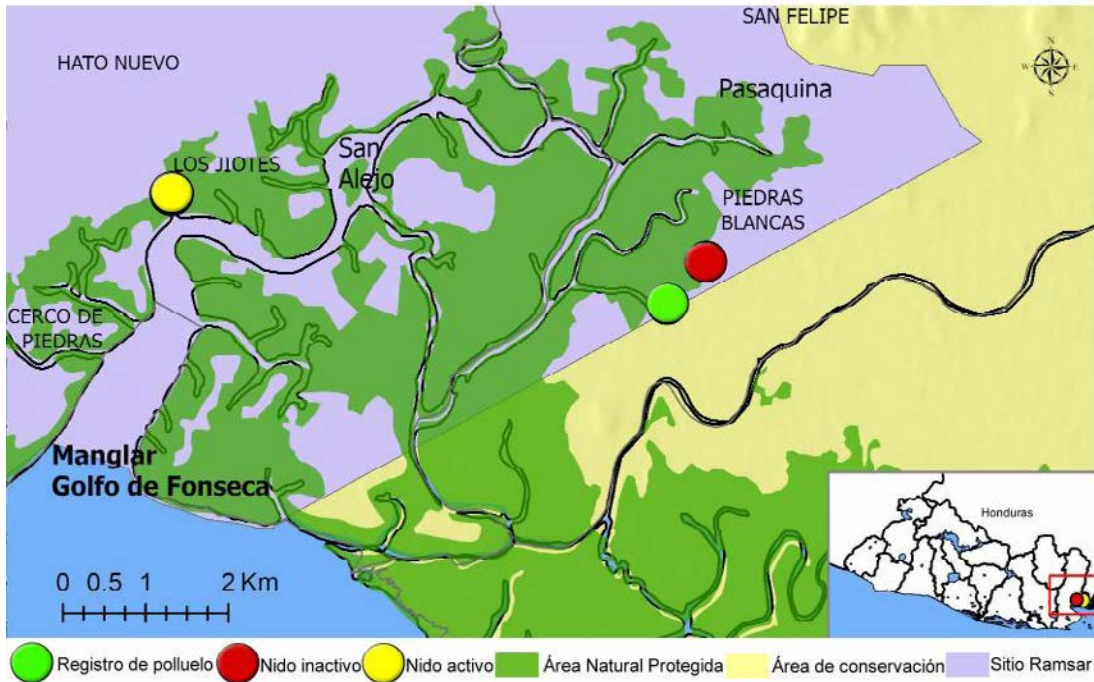 SAN FELIPE
HATO NUEVO
N
W E
S
Pasaquina
San
Alejo
LOS JIOTES
PIEDRAS
BLANCAS
CERCO DE
PIEDRAS
Manglar
Golfo de Fonseca
0 0.5 1 2 Km
Honduras
Registro de polluelo Nido inactivo Nido activo Área Natural Protegida Área de conservación Sitio Ramsar